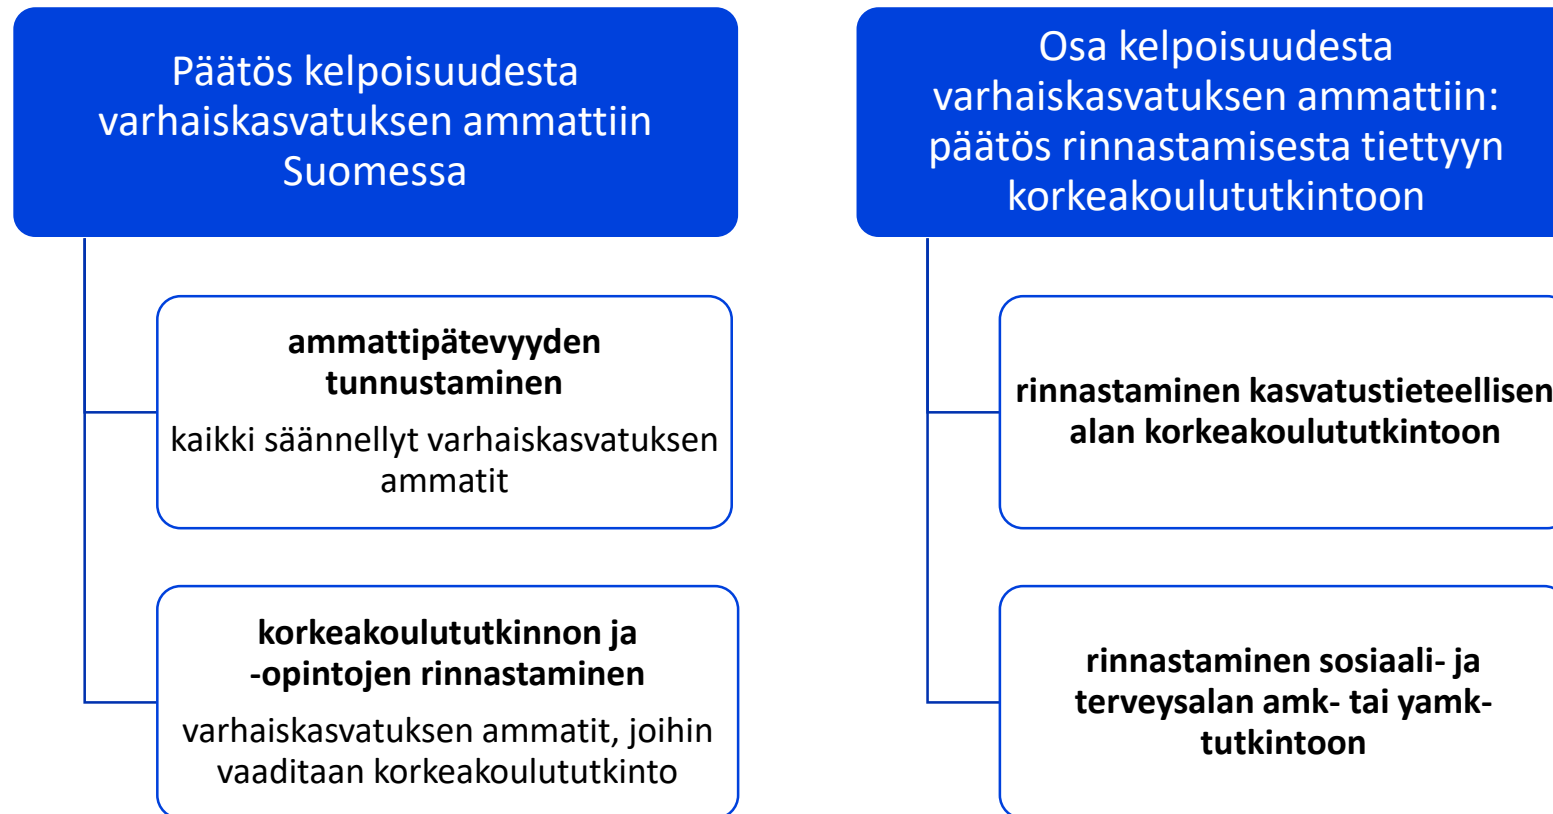 Päätös kelpoisuudesta
varhaiskasvatuksen ammattiin
Suomessa
ammattipätevyyden
tunnustaminen
kaikki säännellyt varhaiskasvatuksen
ammatit
korkeakoulututkinnon ja
-opintojen rinnastaminen
varhaiskasvatuksen ammatit, joihin
vaaditaan korkeakoulututkinto
Osa kelpoisuudesta
varhaiskasvatuksen ammattiin:
päätös rinnastamisesta tiettyyn
korkeakoulututkintoon
rinnastaminen kasvatustieteellisen
alan korkeakoulututkintoon
rinnastaminen sosiaali- ja
terveysalan amk- tai yamk-
tutkintoon